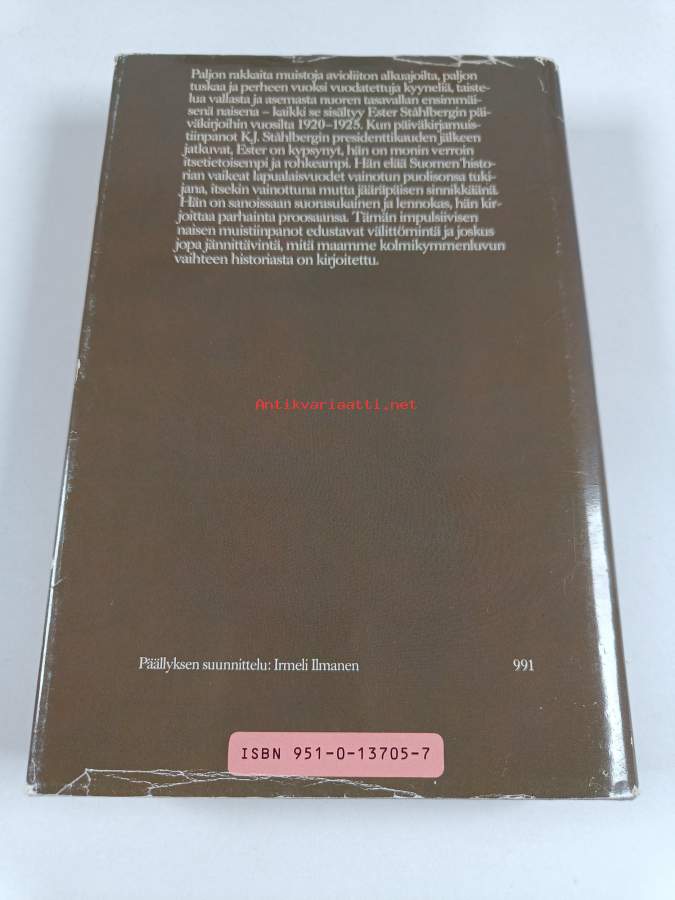 Paljon rakkaita muistoja avioliiton alkuajoilta, paljon
tuskaa ja perheen vuoksi vuodatettuja kyyneliä, taiste-
lua vallasta ja asemasta nuoren tasavallan ensimmäi-
senä naisena – kaikki se sisältyy Ester Ståhlbergin päi-
väkirjoihin vuosilta 1920–1925. Kun päiväkirjamuis-
tiinpanot K.J. Ståhlbergin presidenttikauden jälkeen
jatkuvat, Ester on kypsynyt, hän on monin verroin
itsetietoisempi ja rohkeampi. Hän elää Suomen histo-
rian vaikeat lapualaisvuodet vainotun puolisonsa tuki-
jana, itsekin vainottuna mutta jääräpäisen sinnikkäänä.
Hän on sanoissaan suorasukainen ja lennokas, hän kir-
joittaa parhainta proosaansa. Tämän impulsiivisen
naisen muistiinpanot edustavat välittömintä ja joskus
jopa jännittävintä, mitä maamme kolmikymmenluvun
vaihteen historiasta on kirjoitettu.
Antikvariaatti.net
Päällyksen suunnittelu: Irmeli Ilmanen 991
ISBN 951-0-13705-7